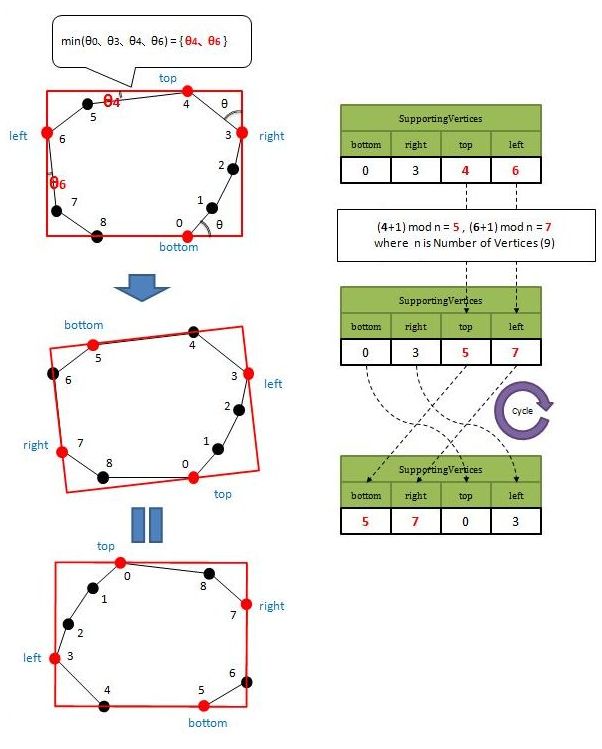 min(θ0、θ3、θ4、θ6) = {θ4、θ6 }
top
θ4
4
θ
5
left
6
3
right
2
θ6
7
1
8
0
θ
bottom
SupportingVertices
bottom right top left
0 3 4 6
(4+1) mod n = 5 , (6+1) mod n = 7
where n is Number of Vertices (9)
SupportingVertices
bottom right top left
0 3 5 7
Cycle
SupportingVertices
bottom right top left
5 7 0 3
bottom
4
5
6
3
left
2
right
7
1
8
0
top
top
0
8
1
7
right
2
left
3
6
4
5
bottom